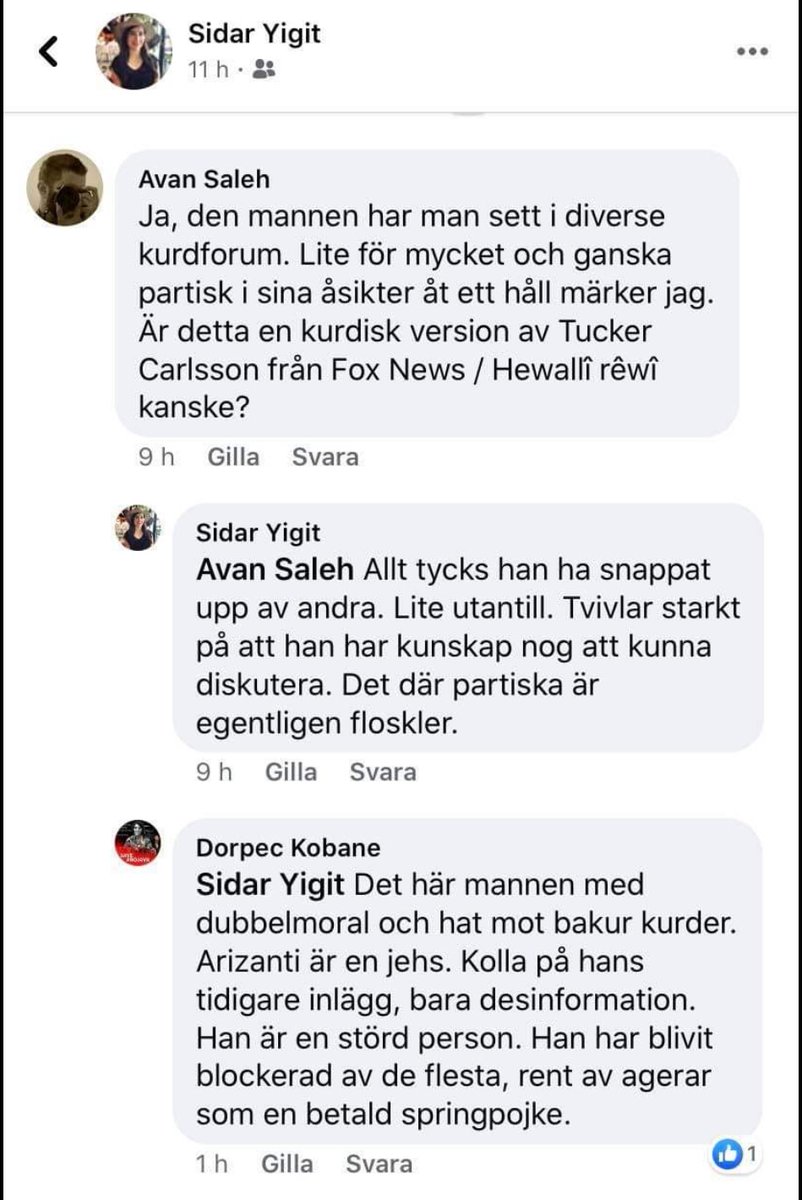 Sidar Yigit
11 h ·
Avan Saleh
Ja, den mannen har man sett i diverse
kurdforum. Lite för mycket och ganska
partisk i sina åsikter åt ett håll märker jag.
Är detta en kurdisk version av Tucker
Carlsson från Fox News / Hewallî rêwî
kanske?
9 h Gilla Svara
Sidar Yigit
Avan Saleh Allt tycks han ha snappat
upp av andra. Lite utantill. Tvivlar starkt
på att han har kunskap nog att kunna
diskutera. Det där partiska är
egentligen floskler.
9 h Gilla Svara
Dorpec Kobane
Sidar Yigit Det här mannen med
dubbelmoral och hat mot bakur kurder.
Arizanti är en jehs. Kolla på hans
tidigare inlägg, bara desinformation.
Han är en störd person. Han har blivit
blockerad av de flesta, rent av agerar
som en betald springpojke.
1 h Gilla Svara 1